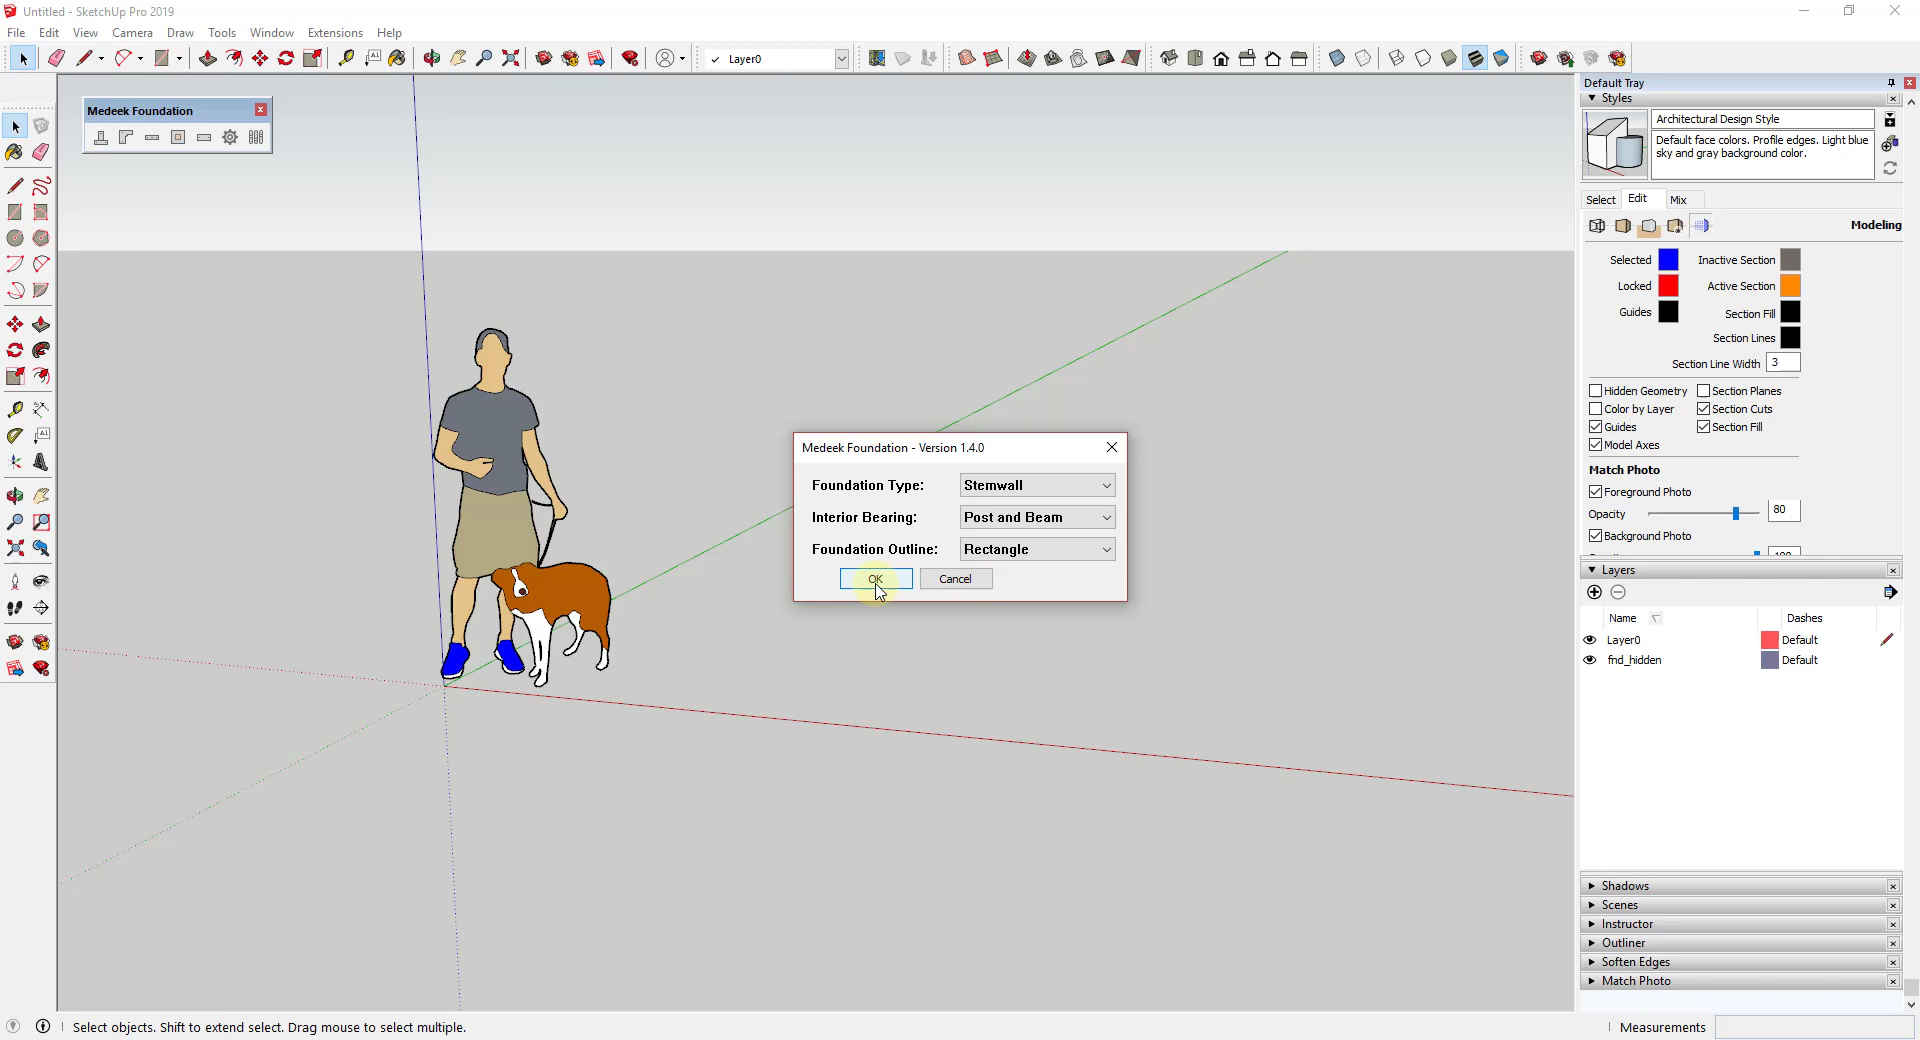 Untitled - SketchUp Pro 2019
File Edit View Camera Draw Tools Window Extensions Help
Layer0
Default Tray
Medeek Foundation
Styles
Architectural Design Style
Default face colors. Profile edges. Light blue
sky and gray background color.
Select Edit Mix
Modeling
Selected Inactive Section
Locked Active Section
Guides Section Fill
Section Lines
Section Line Width 3
Hidden Geometry Section Planes
Color by Layer Section Cuts
Guides Section Fill
Model Axes
Match Photo
Foreground Photo
Opacity 80
Background Photo
Medeek Foundation - Version 1.4.0
Foundation Type: Stemwall
Interior Bearing: Post and Beam
Foundation Outline: Rectangle
OK Cancel
Layers
Name Dashes
Layer0 Default
fnd_hidden Default
Shadows
Scenes
Instructor
Outliner
Soften Edges
Match Photo
Select objects. Shift to extend select. Drag mouse to select multiple.
Measurements